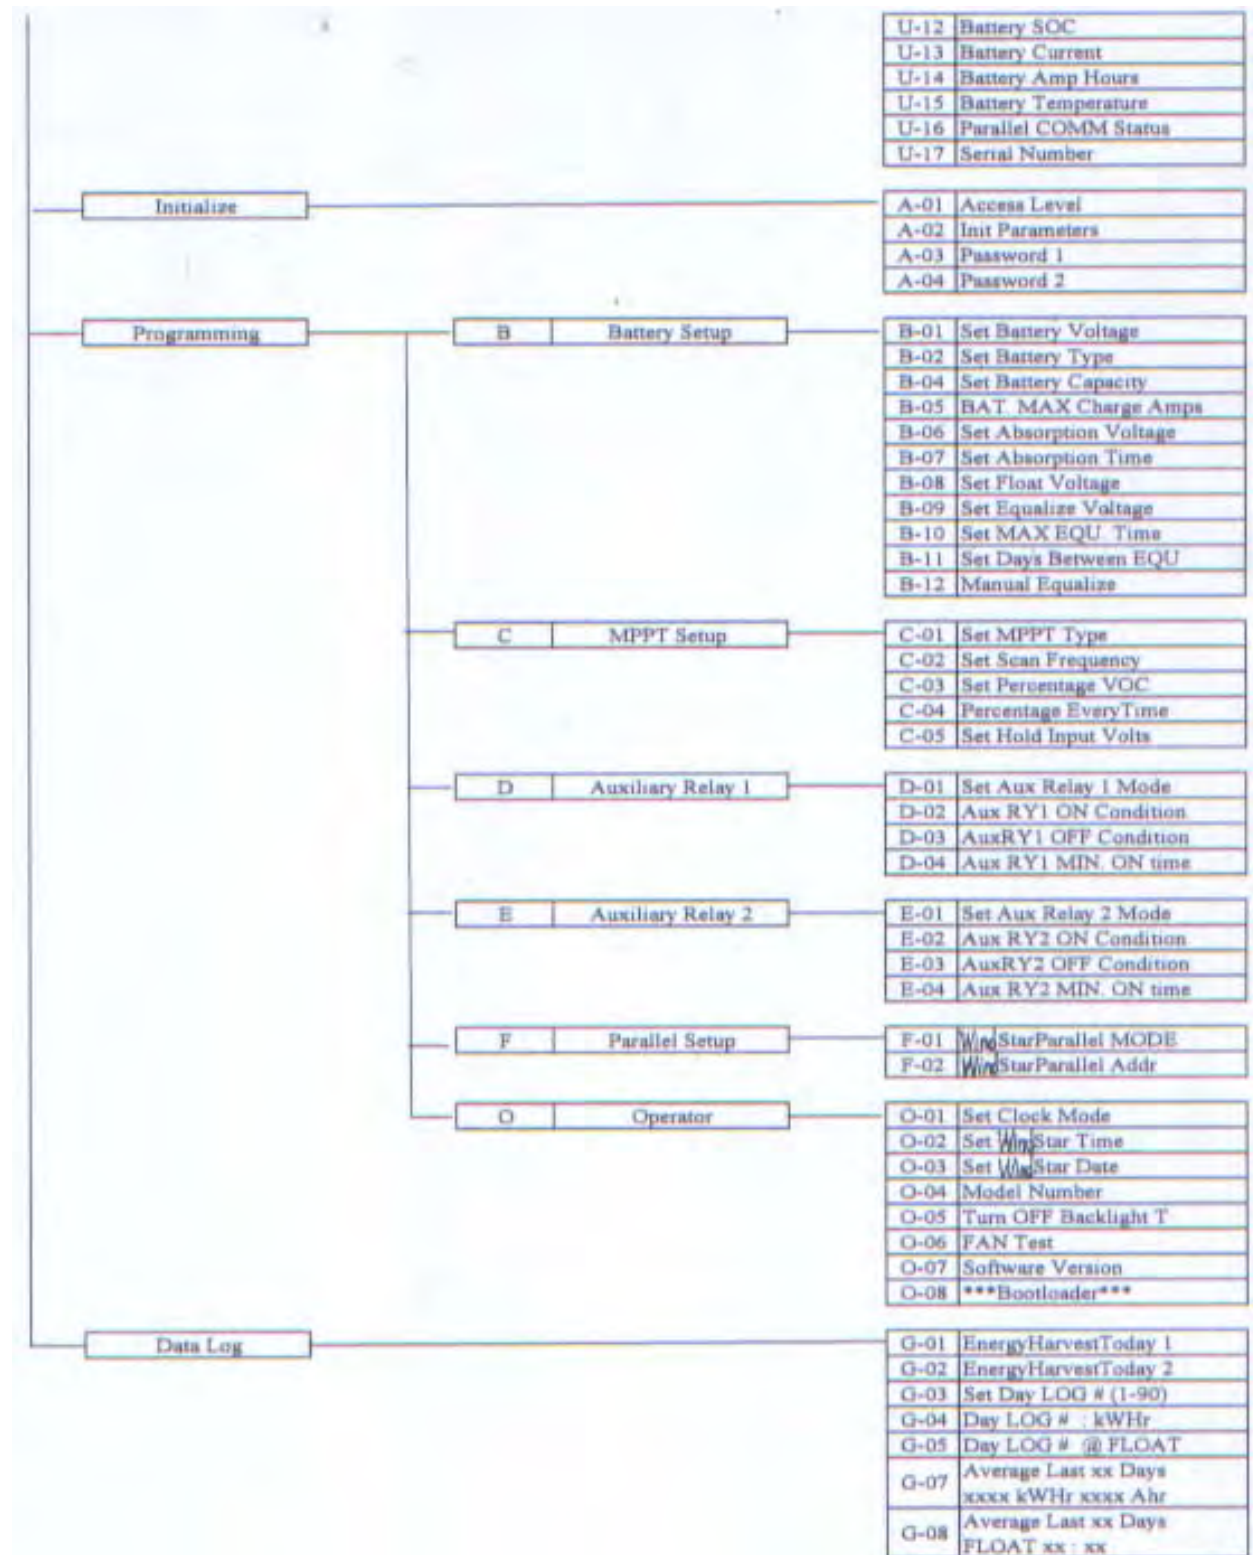 U-12 Battery SOC
U-13 Battery Current
U-14 Battery Amp Hours
U-15 Battery Temperature
U-16 Parallel COMM Status
U-17 Serial Number
Initialize
A-01 Access Level
A-02 Init Parameters
A-03 Password 1
A-04 Password 2
Programming
B Battery Setup
B-01 Set Battery Voltage
B-02 Set Battery Type
B-04 Set Battery Capacity
B-05 BAT. MAX Charge Amps
B-06 Set Absorption Voltage
B-07 Set Absorption Time
B-08 Set Float Voltage
B-09 Set Equalize Voltage
B-10 Set MAX EQU. Time
B-11 Set Days Between EQU
B-12 Manual Equalize
C MPPT Setup
C-01 Set MPPT Type
C-02 Set Scan Frequency
C-03 Set Percentage VOC
C-04 Percentage EveryTime
C-05 Set Hold Input Volts
D Auxiliary Relay 1
D-01 Set Aux Relay 1 Mode
D-02 Aux RY1 ON Condition
D-03 AuxRY1 OFF Condition
D-04 Aux RY1 MIN. ON time
E Auxiliary Relay 2
E-01 Set Aux Relay 2 Mode
E-02 Aux RY2 ON Condition
E-03 AuxRY2 OFF Condition
E-04 Aux RY2 MIN. ON time
F Parallel Setup
F-01 WindStarParallel MODE
F-02 WindStarParallel Addr
O Operator
O-01 Set Clock Mode
O-02 Set WindStar Time
O-03 Set WindStar Date
O-04 Model Number
O-05 Turn OFF Backlight T
O-06 FAN Test
O-07 Software Version
O-08 ***Bootloader***
Data Log
G-01 EnergyHarvestToday 1
G-02 EnergyHarvestToday 2
G-03 Set Day LOG # (1-90)
G-04 Day LOG # : kWHr
G-05 Day LOG # @ FLOAT
G-07 Average Last xx Days
xxxx kWHr xxxx Ahr
G-08 Average Last xx Days
FLOAT xx : xx